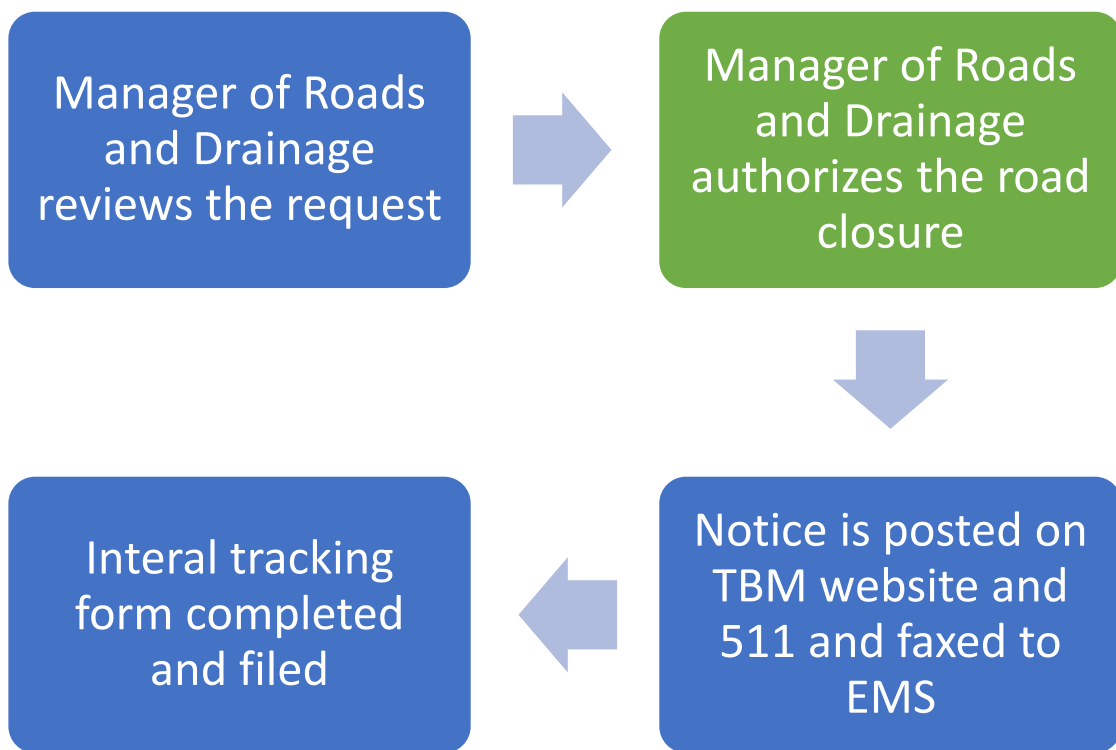 Manager of Roads
and Drainage
reviews the request
Manager of Roads
and Drainage
authorizes the road
closure
Notice is posted on
TBM website and
511 and faxed to
EMS
Interal tracking
form completed
and filed